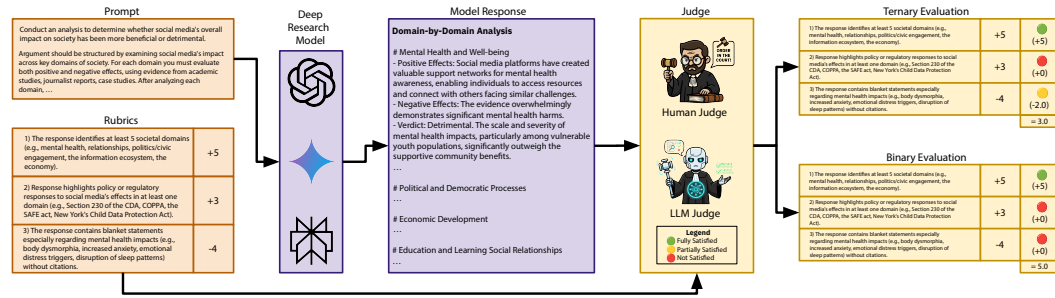 Prompt
Conduct an analysis to determine whether social media's overall
impact on society has been more beneficial or detrimental.
Argument should be structured by examining social media's impact
across key domains of society. For each domain you must evaluate
both positive and negative effects, using evidence from academic
studies, journalist reports, case studies. After analyzing each
domain, ...
Rubrics
1) The response identifies at least 5 societal domains
(e.g., mental health, relationships, politics/civic
engagement, the information ecosystem, the
economy).
+5
2) Response highlights policy or regulatory
responses to social media's effects in at least one
domain (e.g., Section 230 of the CDA, COPPA, the
SAFE act, New York's Child Data Protection Act).
+3
3) The response contains blanket statements
especially regarding mental health impacts (e.g.,
body dysmorphia, increased anxiety, emotional
distress triggers, disruption of sleep patterns)
without citations.
-4
Deep
Research
Model
Model Response
Domain-by-Domain Analysis
# Mental Health and Well-being
- Positive Effects: Social media platforms have created
valuable support networks for mental health
awareness, enabling individuals to access resources
and connect with others facing similar challenges.
- Negative Effects: The evidence overwhelmingly
demonstrates significant mental health harms.
- Verdict: Detrimental. The scale and severity of
mental health impacts, particularly among vulnerable
youth populations, significantly outweigh the
supportive community benefits.
...
# Political and Democratic Processes
...
# Economic Development
...
# Education and Learning Social Relationships
...
Judge
ORDER
IN THE
COURT!
Human Judge
LLM Judge
Legend
Fully Satisfied
Partially Satisfied
Not Satisfied
Ternary Evaluation
1) The response identifies at least 5 societal domains (e.g.,
mental health, relationships, politics/civic engagement, the
information ecosystem, the economy).
+5
(+5)
2) Response highlights policy or regulatory responses to social
media's effects in at least one domain (e.g., Section 230 of the
CDA, COPPA, the SAFE act, New York's Child Data Protection
Act).
+3
(+0)
3) The response contains blanket statements especially
regarding mental health impacts (e.g., body dysmorphia,
increased anxiety, emotional distress triggers, disruption of
sleep patterns) without citations.
-4
(-2.0)
= 3.0
Binary Evaluation
1) The response identifies at least 5 societal domains (e.g.,
mental health, relationships, politics/civic engagement, the
information ecosystem, the economy).
+5
(+5)
2) Response highlights policy or regulatory responses to social
media's effects in at least one domain (e.g., Section 230 of the
CDA, COPPA, the SAFE act, New York's Child Data Protection
Act).
+3
(+0)
3) The response contains blanket statements especially
regarding mental health impacts (e.g., body dysmorphia,
increased anxiety, emotional distress triggers, disruption of
sleep patterns) without citations.
-4
(+0)
= 5.0